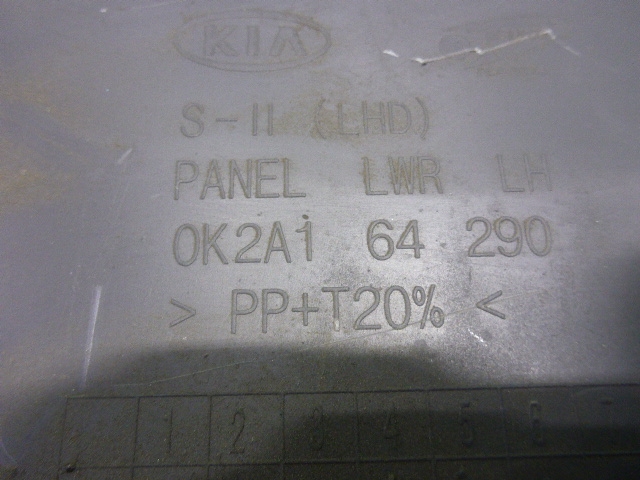 KIA
S-II (LHD)
PANEL LWR LH
0K2A1 64 290
> PP+T20% <
1 2 3 4 5 6 7